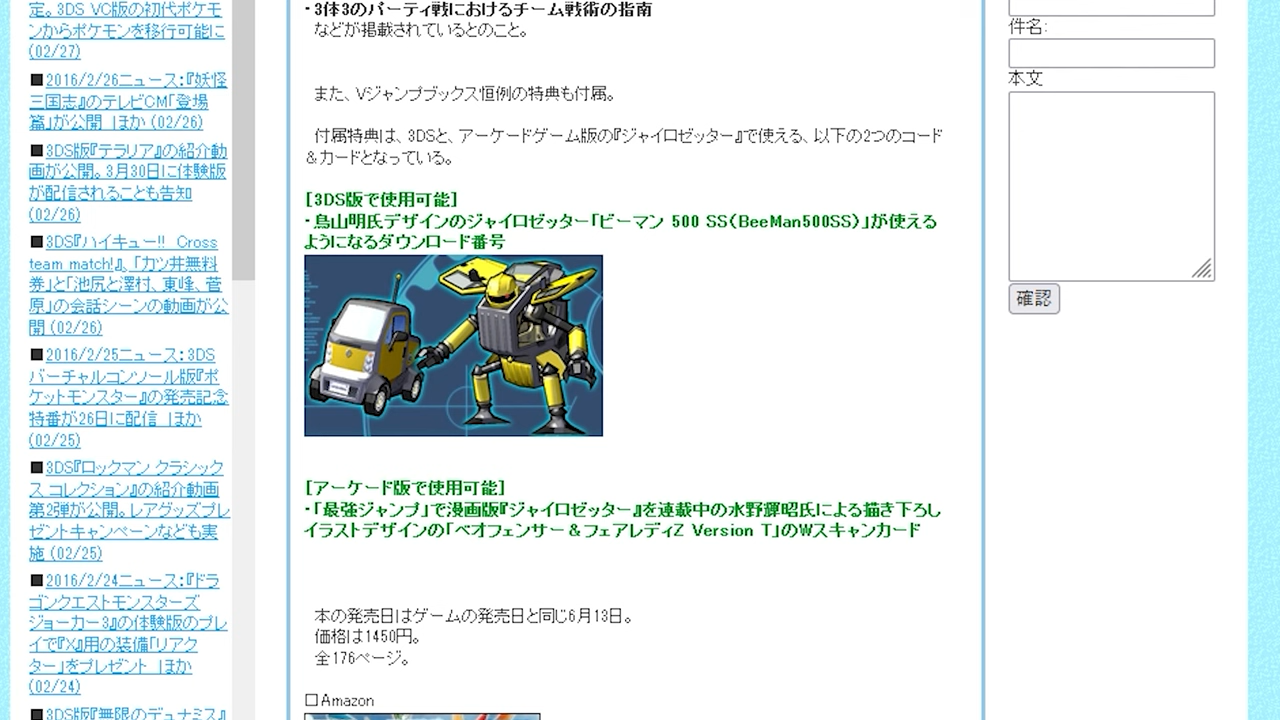 定。3DS VC版の初代ポケモ
ンからポケモンを移行可能に
(02/27)
■2016/2/26ニュース：『妖怪
三国志』のテレビCM「登場
篇」が公開　ほか (02/26)
■3DS版『テラリア』の紹介動
画が公開。3月30日に体験版
が配信されることも告知
(02/26)
■3DS『ハイキュー!!　Cross
team match!』、「カツ丼無料
券」と「池尻と澤村、東峰、菅
原」の会話シーンの動画が公
開 (02/26)
■2016/2/25ニュース：3DS
バーチャルコンソール版『ポ
ケットモンスター』の発売記念
特番が26日に配信　ほか
(02/25)
■3DS『ロックマン クラシック
ス コレクション』の紹介動画
第2弾が公開。レアグッズプレ
ゼントキャンペーンなども実
施 (02/25)
■2016/2/24ニュース：『ドラ
ゴンクエストモンスターズ
ジョーカー3』の体験版のプレ
イで『X』用の装備「リアク
ター」をプレゼント　ほか
(02/24)
■3DS版『無限のデュナミス』
・3体3のパーティ戦におけるチーム戦術の指南
などが掲載されているとのこと。
また、Vジャンプブックス恒例の特典も付属。
付属特典は、3DSと、アーケードゲーム版の『ジャイロゼッター』で使える、以下の2つのコード
＆カードとなっている。
[3DS版で使用可能]
・鳥山明氏デザインのジャイロゼッター「ビーマン 500 SS（BeeMan500SS）」が使える
ようになるダウンロード番号
[アーケード版で使用可能]
・「最強ジャンプ」で漫画版『ジャイロゼッター』を連載中の水野輝昭氏による描き下ろし
イラストデザインの「ベオフェンサー＆フェアレディZ Version T」のWスキャンカード
本の発売日はゲームの発売日と同じ6月13日。
価格は1450円。
全176ページ。
□Amazon
件名:
本文
確認